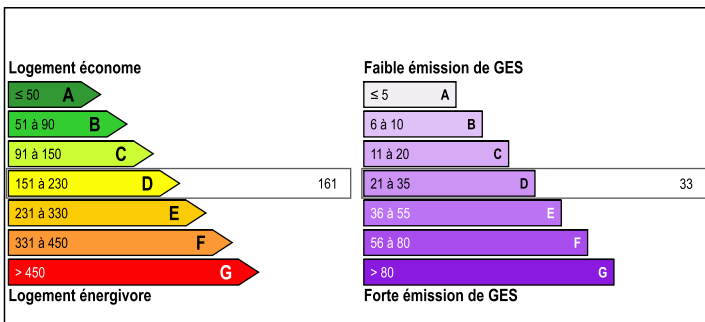 Logement économe
≤ 50 A
51 à 90 B
91 à 150 C
151 à 230 D 161
231 à 330 E
331 à 450 F
> 450 G
Logement énergivore
Faible émission de GES
≤ 5 A
6 à 10 B
11 à 20 C
21 à 35 D 33
36 à 55 E
56 à 80 F
> 80 G
Forte émission de GES